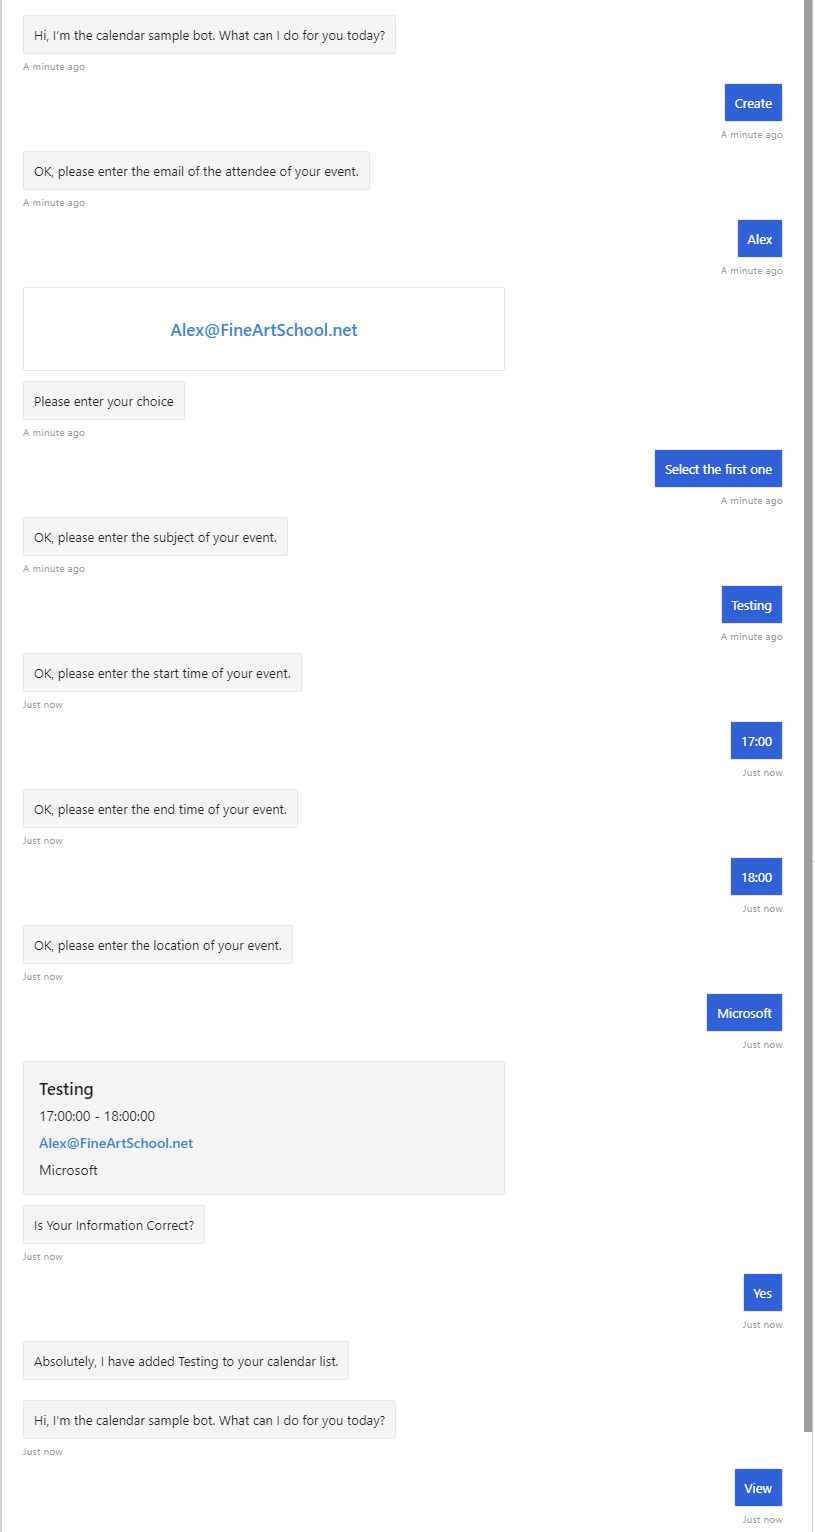 Hi, I'm the calendar sample bot. What can I do for you today?
A minute ago
Create
A minute ago
OK, please enter the email of the attendee of your event.
A minute ago
Alex
A minute ago
Alex@FineArtSchool.net
Please enter your choice
A minute ago
Select the first one
A minute ago
OK, please enter the subject of your event.
A minute ago
Testing
A minute ago
OK, please enter the start time of your event.
Just now
17:00
Just now
OK, please enter the end time of your event.
Just now
18:00
Just now
OK, please enter the location of your event.
Just now
Microsoft
Just now
Testing
17:00:00 - 18:00:00
Alex@FineArtSchool.net
Microsoft
Is Your Information Correct?
Just now
Yes
Just now
Absolutely, I have added Testing to your calendar list.
Hi, I'm the calendar sample bot. What can I do for you today?
Just now
View
Just now